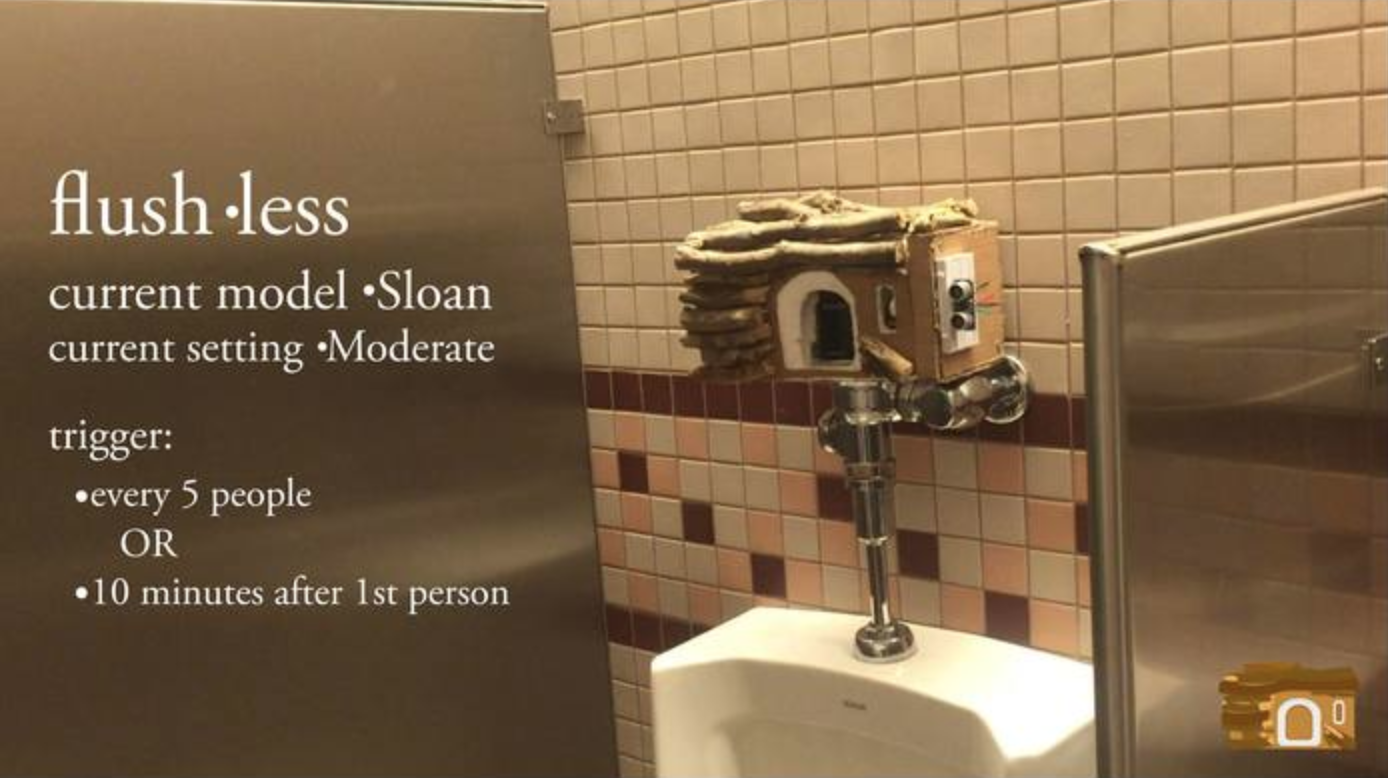 flush•less
current model •Sloan
current setting •Moderate
trigger:
•every 5 people
OR
•10 minutes after 1st person